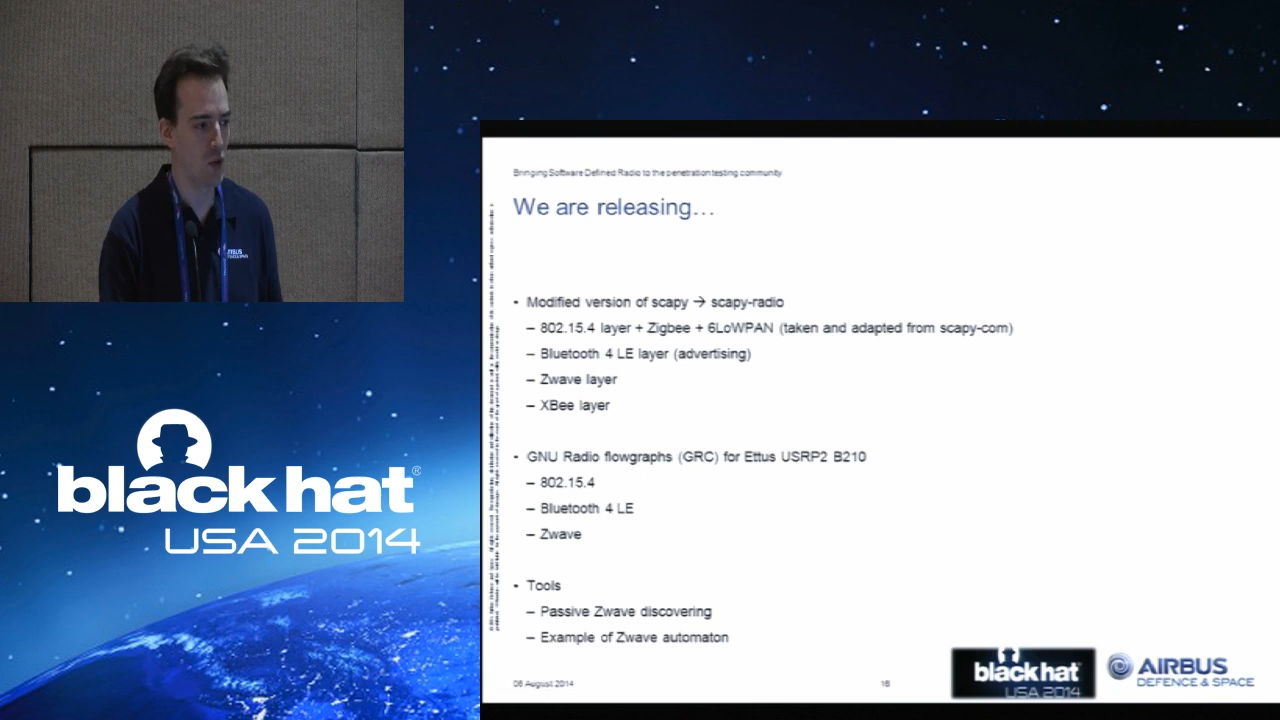 Bringing Software Defined Radio to the penetration testing community
We are releasing…
• Modified version of scapy → scapy-radio
– 802.15.4 layer + Zigbee + 6LoWPAN (taken and adapted from scapy-com)
– Bluetooth 4 LE layer (advertising)
– Zwave layer
– XBee layer
• GNU Radio flowgraphs (GRC) for Ettus USRP2 B210
– 802.15.4
– Bluetooth 4 LE
– Zwave
• Tools
– Passive Zwave discovering
– Example of Zwave automaton
August 2014
16
black hat
USA 2014
AIRBUS
DEFENCE & SPACE
black hat®
USA 2014